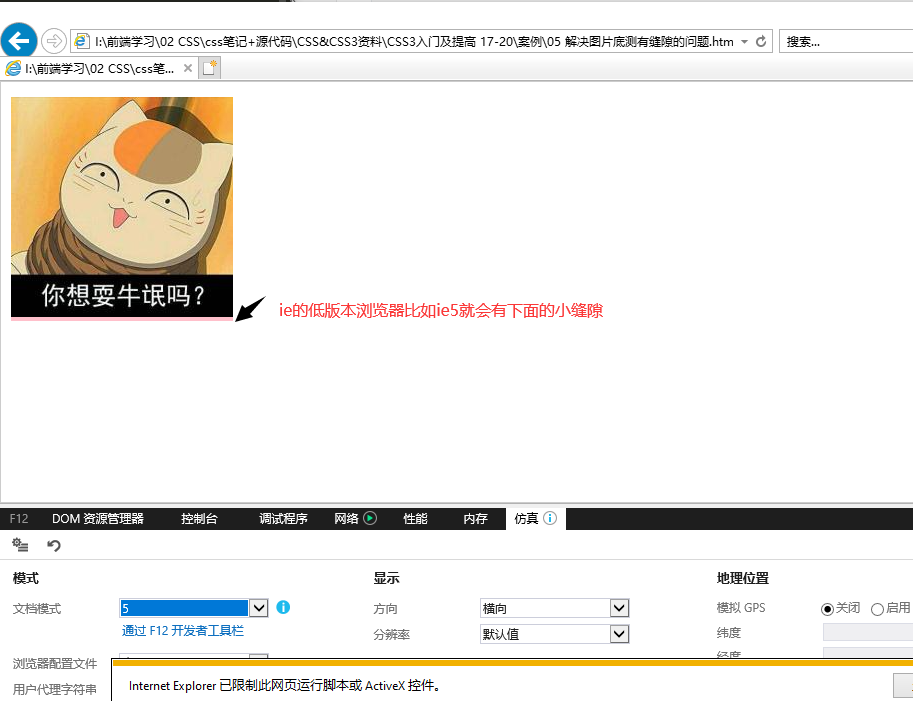 I:\前端学习\02 CSS\css笔记+源代码\CSS&CSS3资料\CSS3入门及提高 17-20\案例\05 解决图片底测有缝隙的问题.htm
搜索...
I:\前端学习\02 CSS\css笔...
你想耍牛氓吗？
ie的低版本浏览器比如ie5就会有下面的小缝隙
F12 DOM 资源管理器 控制台 调试程序 网络 性能 内存 仿真
模式 显示 地理位置
文档模式 5 方向 横向 模拟 GPS 关闭 启用
通过 F12 开发者工具栏 分辨率 默认值 纬度
浏览器配置文件 经度
用户代理字符串
Internet Explorer 已限制此网页运行脚本或 ActiveX 控件。